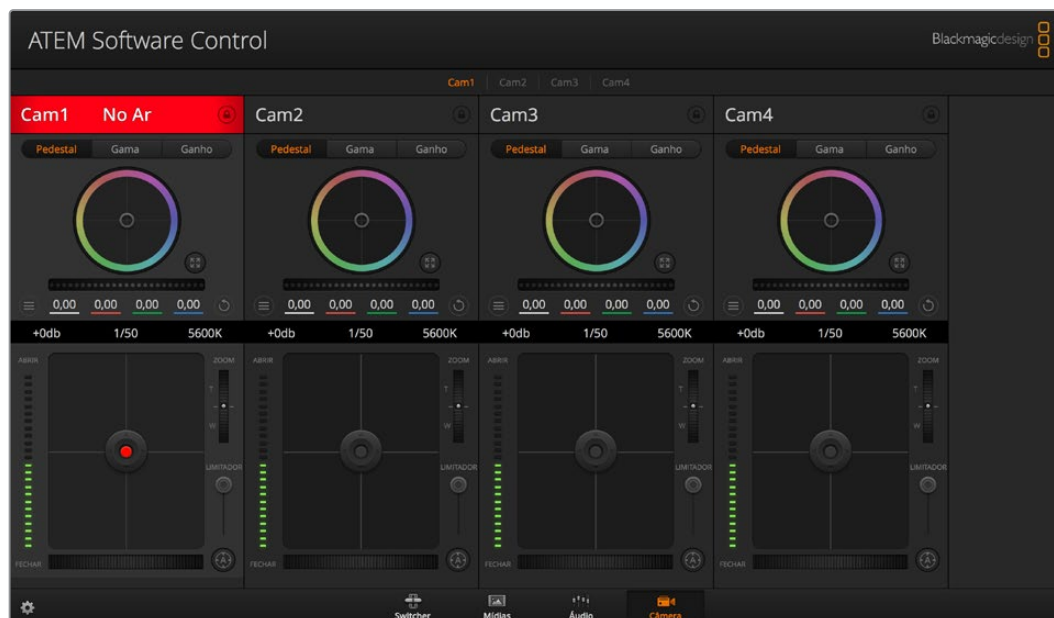 ATEM Software Control
Blackmagicdesign
Cam1 Cam2 Cam3 Cam4
Cam1 No Ar Cam2 Cam3 Cam4
Pedestal Gama Ganho Pedestal Gama Ganho Pedestal Gama Ganho Pedestal Gama Ganho
0,00 0,00 0,00 0,00 0,00 0,00 0,00 0,00 0,00 0,00 0,00 0,00 0,00 0,00 0,00 0,00
+0db 1/50 5600K +0db 1/50 5600K +0db 1/50 5600K +0db 1/50 5600K
ABRIR ZOOM ABRIR ZOOM ABRIR ZOOM ABRIR ZOOM
T T T T
W W W W
LIMITADOR LIMITADOR LIMITADOR LIMITADOR
A A A A
FECHAR FECHAR FECHAR FECHAR
Switcher Mídias Áudio Câmera